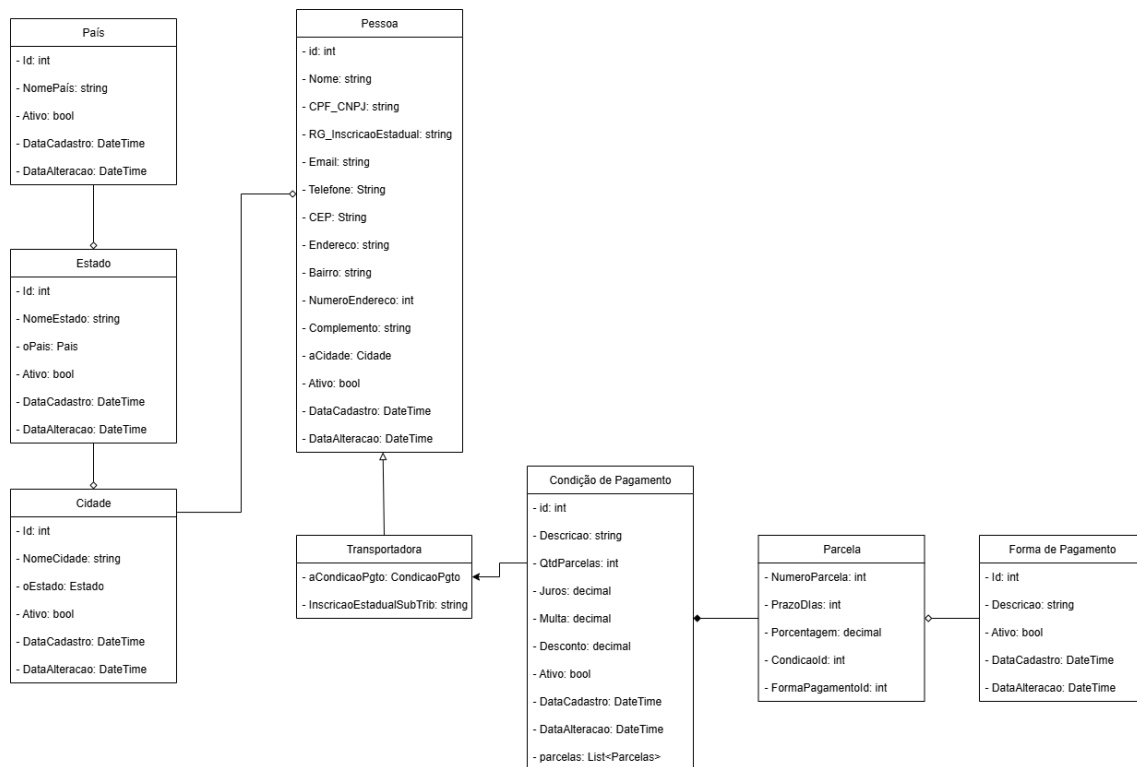 País
- Id: int
- NomePaís: string
- Ativo: bool
- DataCadastro: DateTime
- DataAlteracao: DateTime
Estado
- Id: int
- NomeEstado: string
- oPais: Pais
- Ativo: bool
- DataCadastro: DateTime
- DataAlteracao: DateTime
Cidade
- Id: int
- NomeCidade: string
- oEstado: Estado
- Ativo: bool
- DataCadastro: DateTime
- DataAlteracao: DateTime
Pessoa
- id: int
- Nome: string
- CPF_CNPJ: string
- RG_InscricaoEstadual: string
- Email: string
- Telefone: String
- CEP: String
- Endereco: string
- Bairro: string
- NumeroEndereco: int
- Complemento: string
- aCidade: Cidade
- Ativo: bool
- DataCadastro: DateTime
- DataAlteracao: DateTime
Transportadora
- aCondicaoPgto: CondicaoPgto
- InscricaoEstadualSubTrib: string
Condição de Pagamento
- id: int
- Descricao: string
- QtdParcelas: int
- Juros: decimal
- Multa: decimal
- Desconto: decimal
- Ativo: bool
- DataCadastro: DateTime
- DataAlteracao: DateTime
- parcelas: List<Parcelas>
Parcela
- NumeroParcela: int
- PrazoDIas: int
- Porcentagem: decimal
- CondicaoId: int
- FormaPagamentoId: int
Forma de Pagamento
- Id: int
- Descricao: string
- Ativo: bool
- DataCadastro: DateTime
- DataAlteracao: DateTime